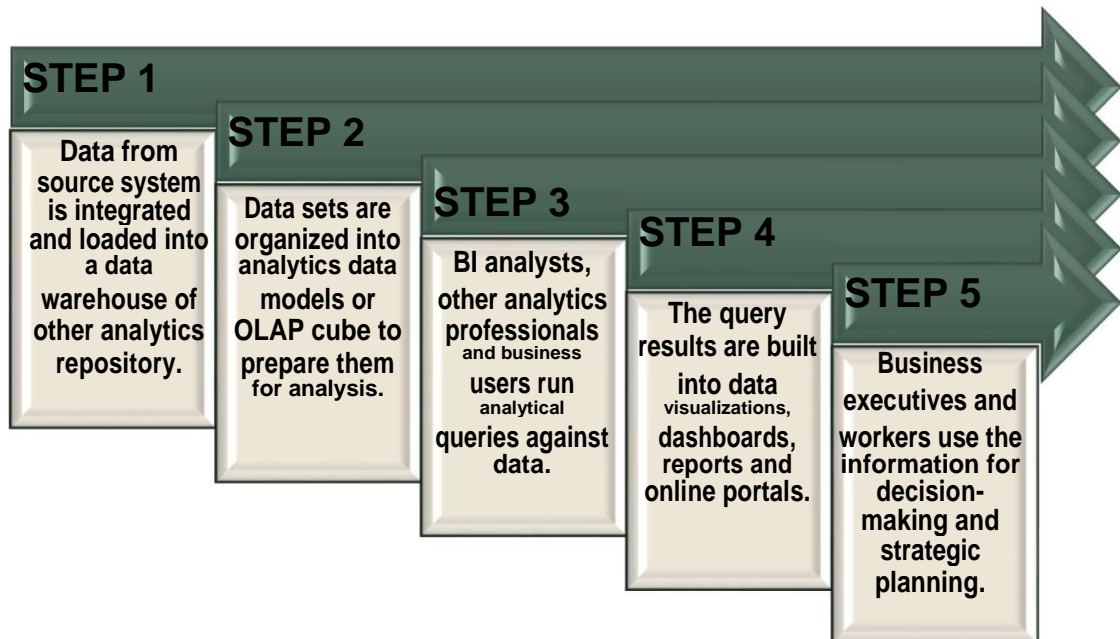 STEP 1
Data from
source system
is integrated
and loaded into
a data
warehouse of
other analytics
repository.
STEP 2
Data sets are
organized into
analytics data
models or
OLAP cube to
prepare them
for analysis.
STEP 3
BI analysts,
other analytics
professionals
and business
users run
analytical
queries against
data.
STEP 4
The query
results are built
into data
visualizations,
dashboards,
reports and
online portals.
STEP 5
Business
executives and
workers use the
information for
decision-
making and
strategic
planning.